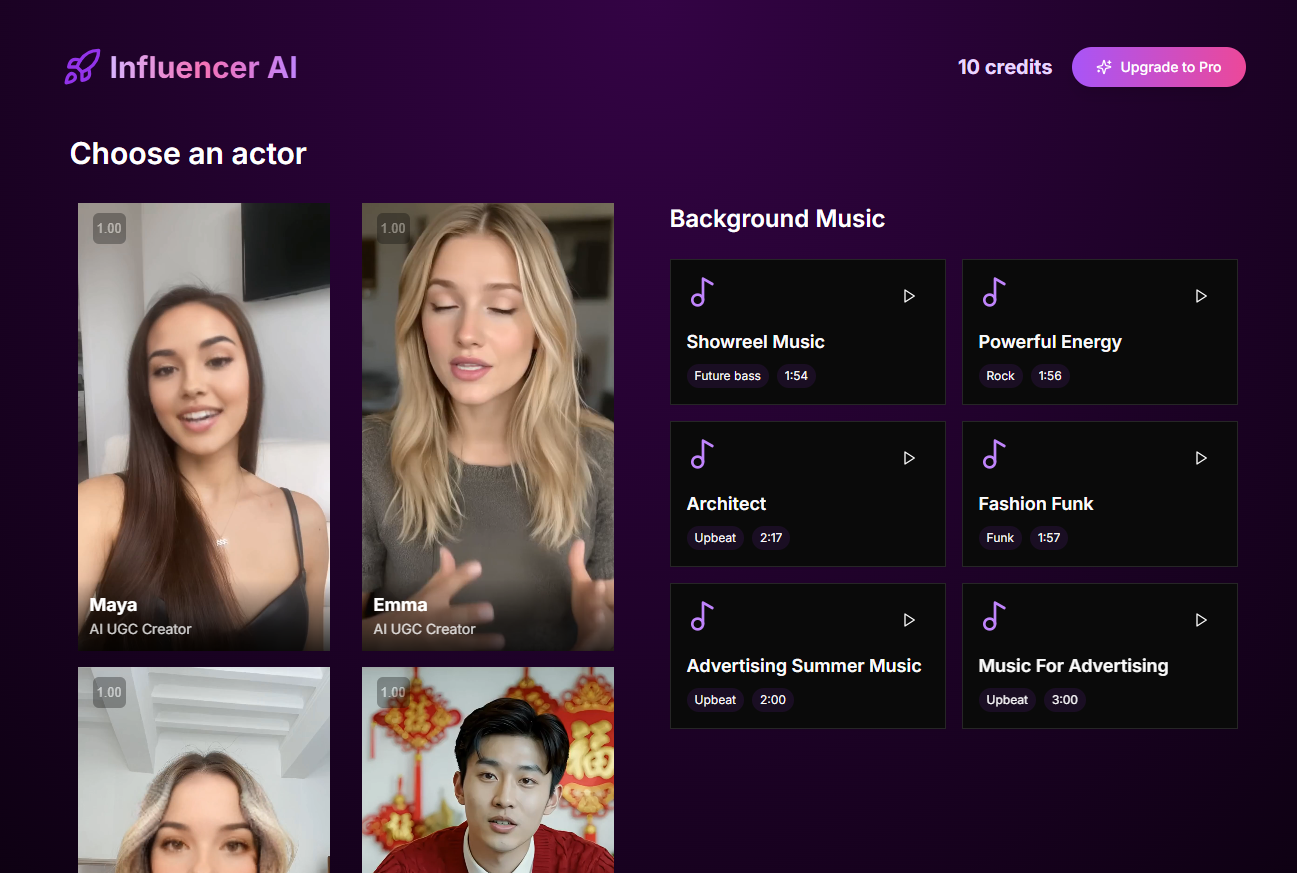 Influencer AI
10 credits
Upgrade to Pro
Choose an actor
1.00
Maya
AI UGC Creator
1.00
Emma
AI UGC Creator
1.00
1.00
福
Background Music
Showreel Music
Future bass 1:54
Powerful Energy
Rock 1:56
Architect
Upbeat 2:17
Fashion Funk
Funk 1:57
Advertising Summer Music
Upbeat 2:00
Music For Advertising
Upbeat 3:00